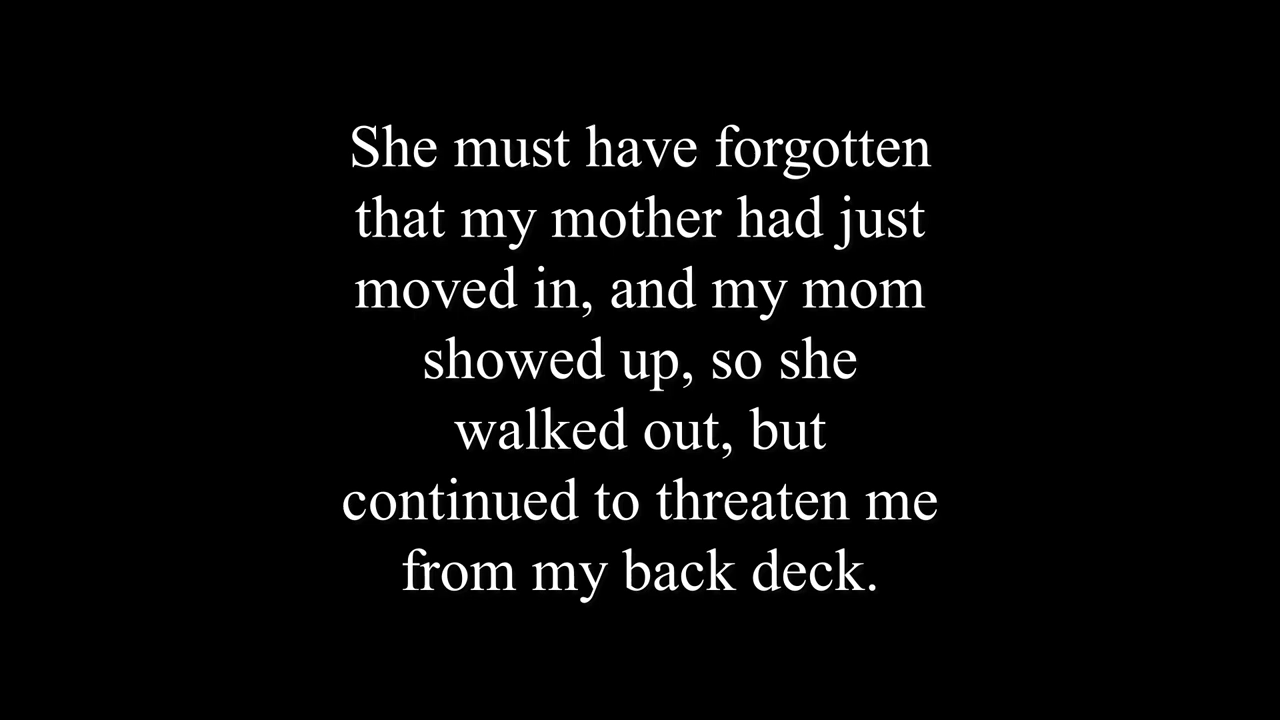 She must have forgotten
that my mother had just
moved in, and my mom
showed up, so she
walked out, but
continued to threaten me
from my back deck.